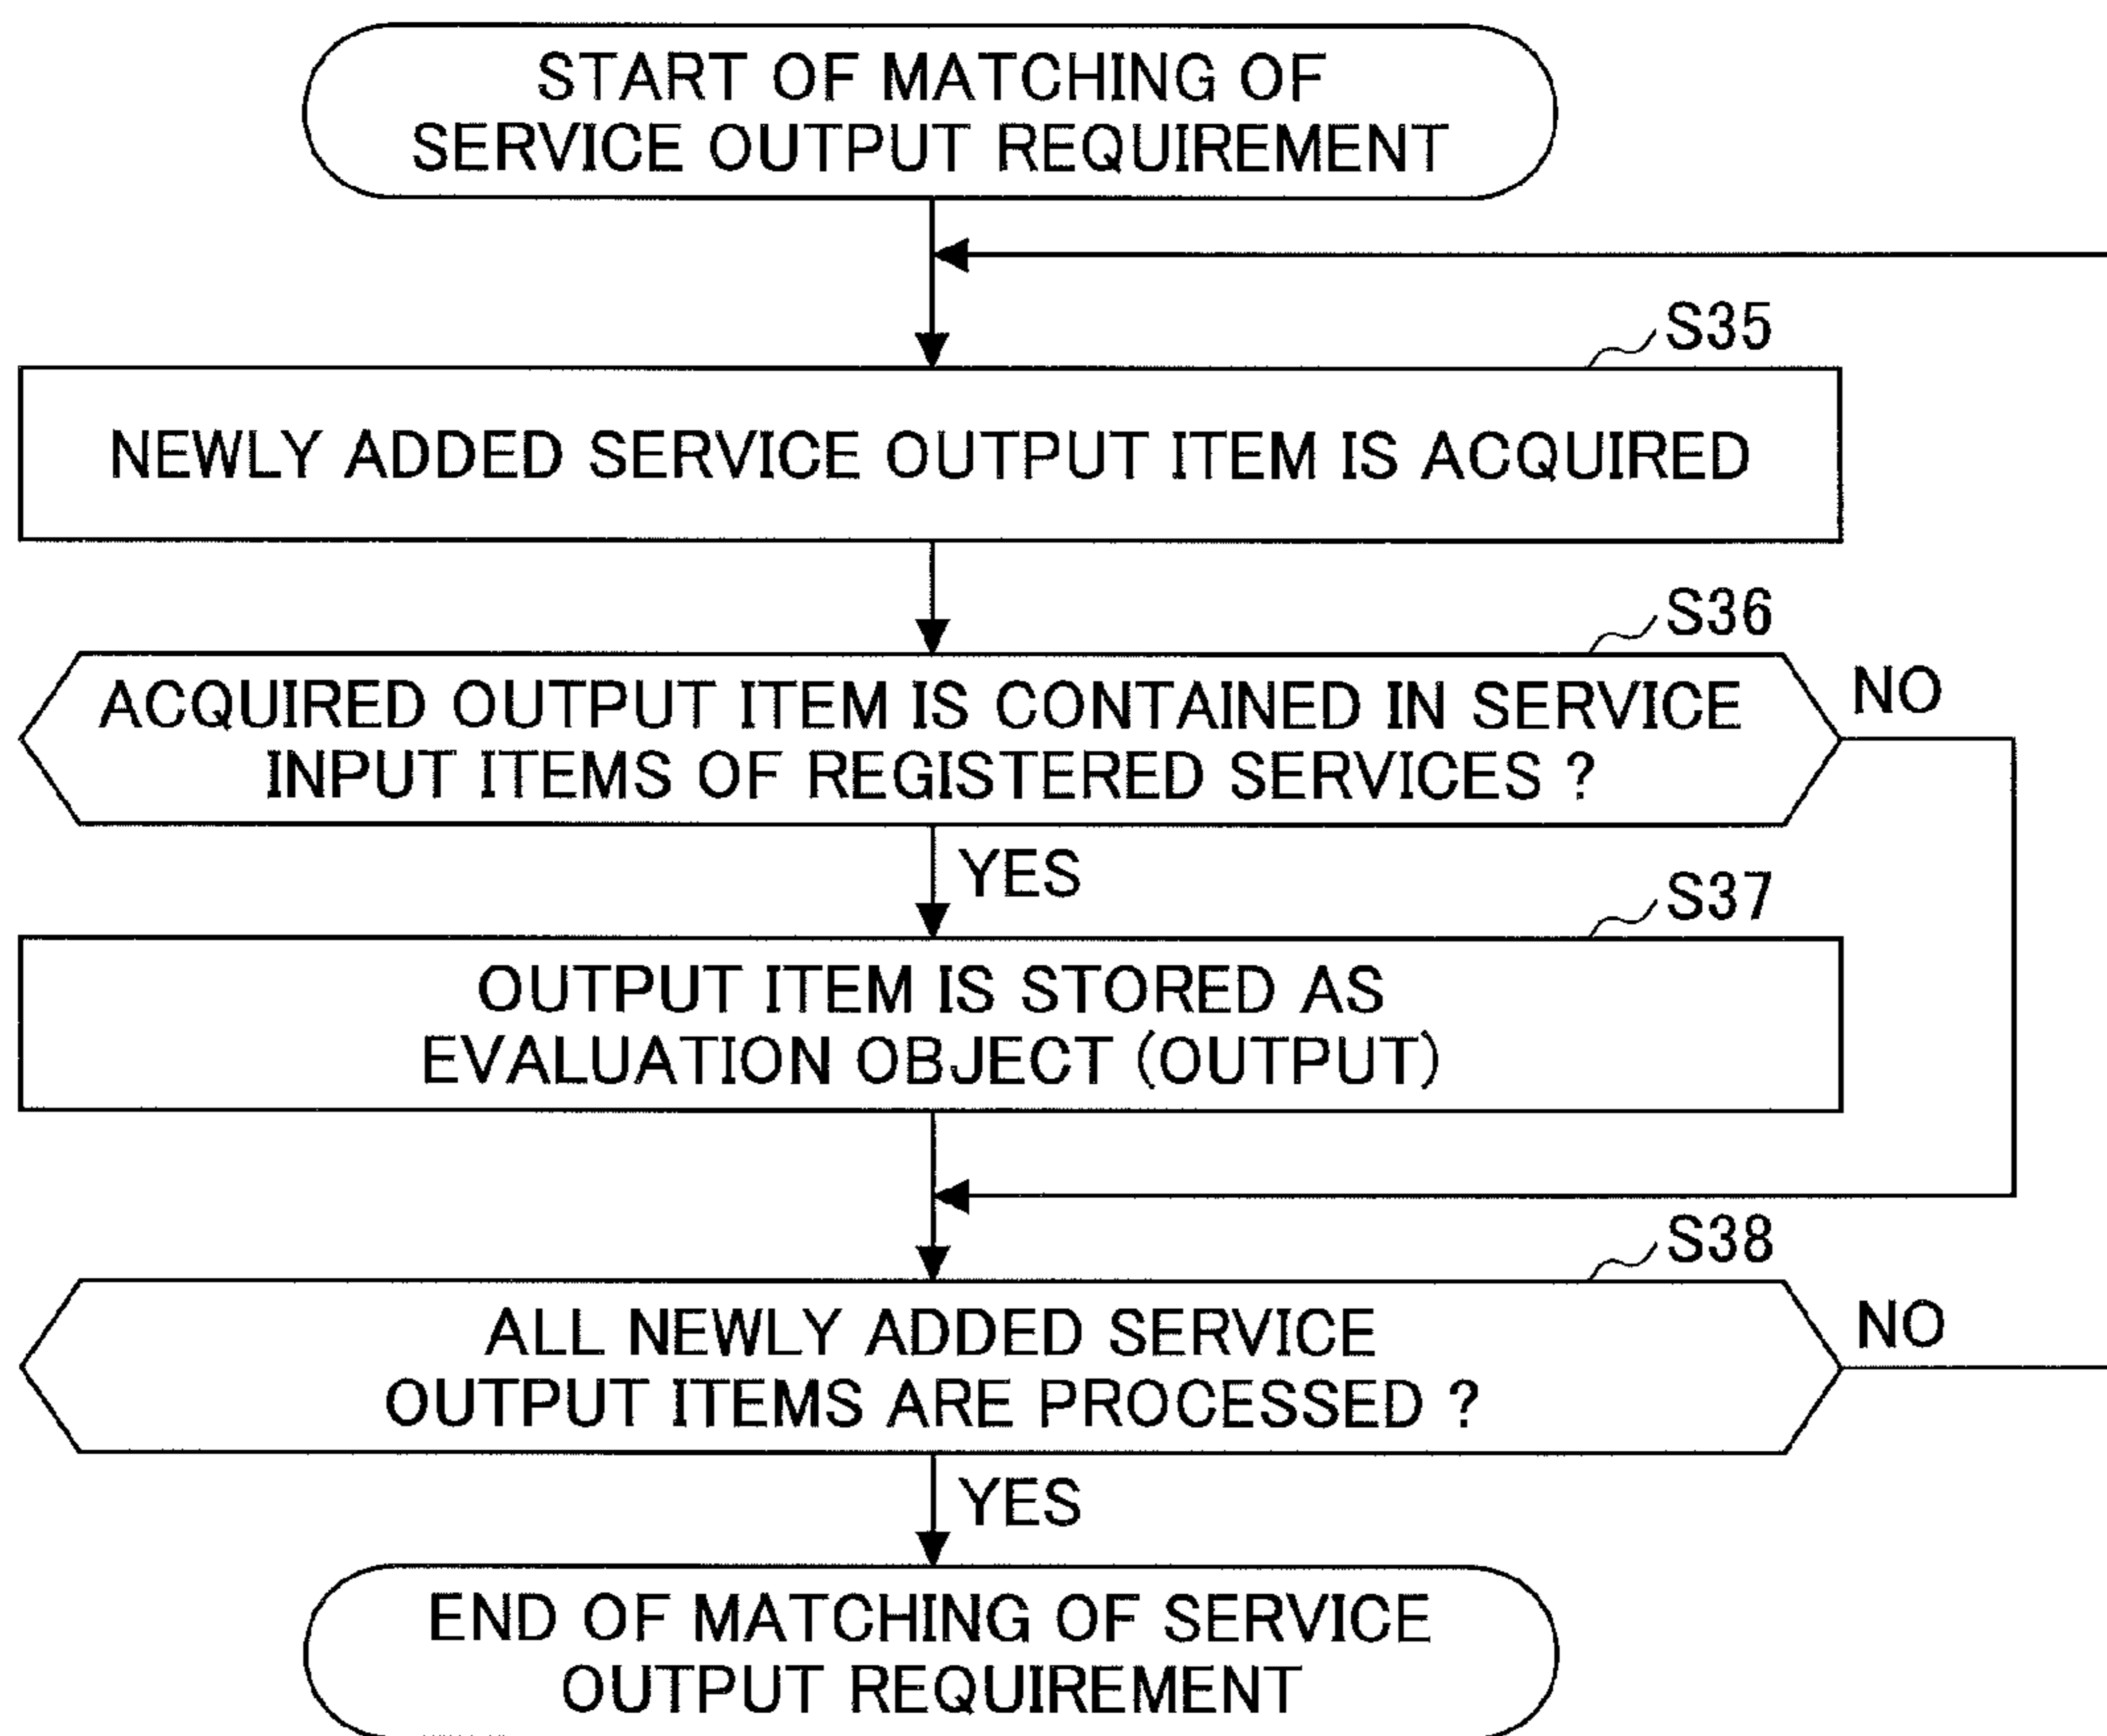 START OF MATCHING OF
SERVICE OUTPUT REQUIREMENT
S35
NEWLY ADDED SERVICE OUTPUT ITEM IS ACQUIRED
S36
ACQUIRED OUTPUT ITEM IS CONTAINED IN SERVICE
INPUT ITEMS OF REGISTERED SERVICES ?
NO
YES
S37
OUTPUT ITEM IS STORED AS
EVALUATION OBJECT (OUTPUT)
S38
ALL NEWLY ADDED SERVICE
OUTPUT ITEMS ARE PROCESSED ?
NO
YES
END OF MATCHING OF SERVICE
OUTPUT REQUIREMENT